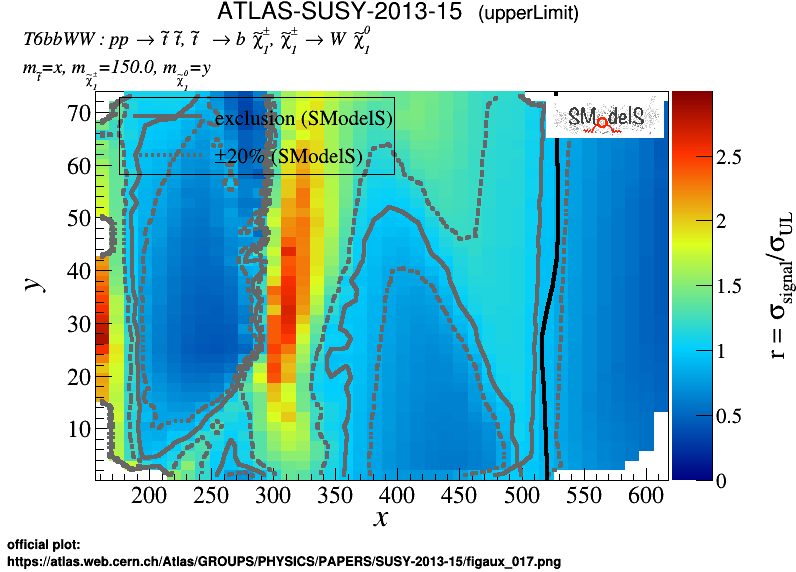 ATLAS-SUSY-2013-15 (upperLimit)
T6bbWW : pp → t̃ t̃, t̃ → b χ̃₁±, χ̃₁± → W χ̃₁⁰
m_t̃=x, m_χ̃₁±=150.0, m_χ̃₁⁰=y
exclusion (SModelS)
±20% (SModelS)
SModelS
70
60
50
40
30
20
10
y
200 250 300 350 400 450 500 550 600
x
2.5
2
1.5
1
0.5
0
r = σ_signal/σ_UL
official plot:
https://atlas.web.cern.ch/Atlas/GROUPS/PHYSICS/PAPERS/SUSY-2013-15/figaux_017.png